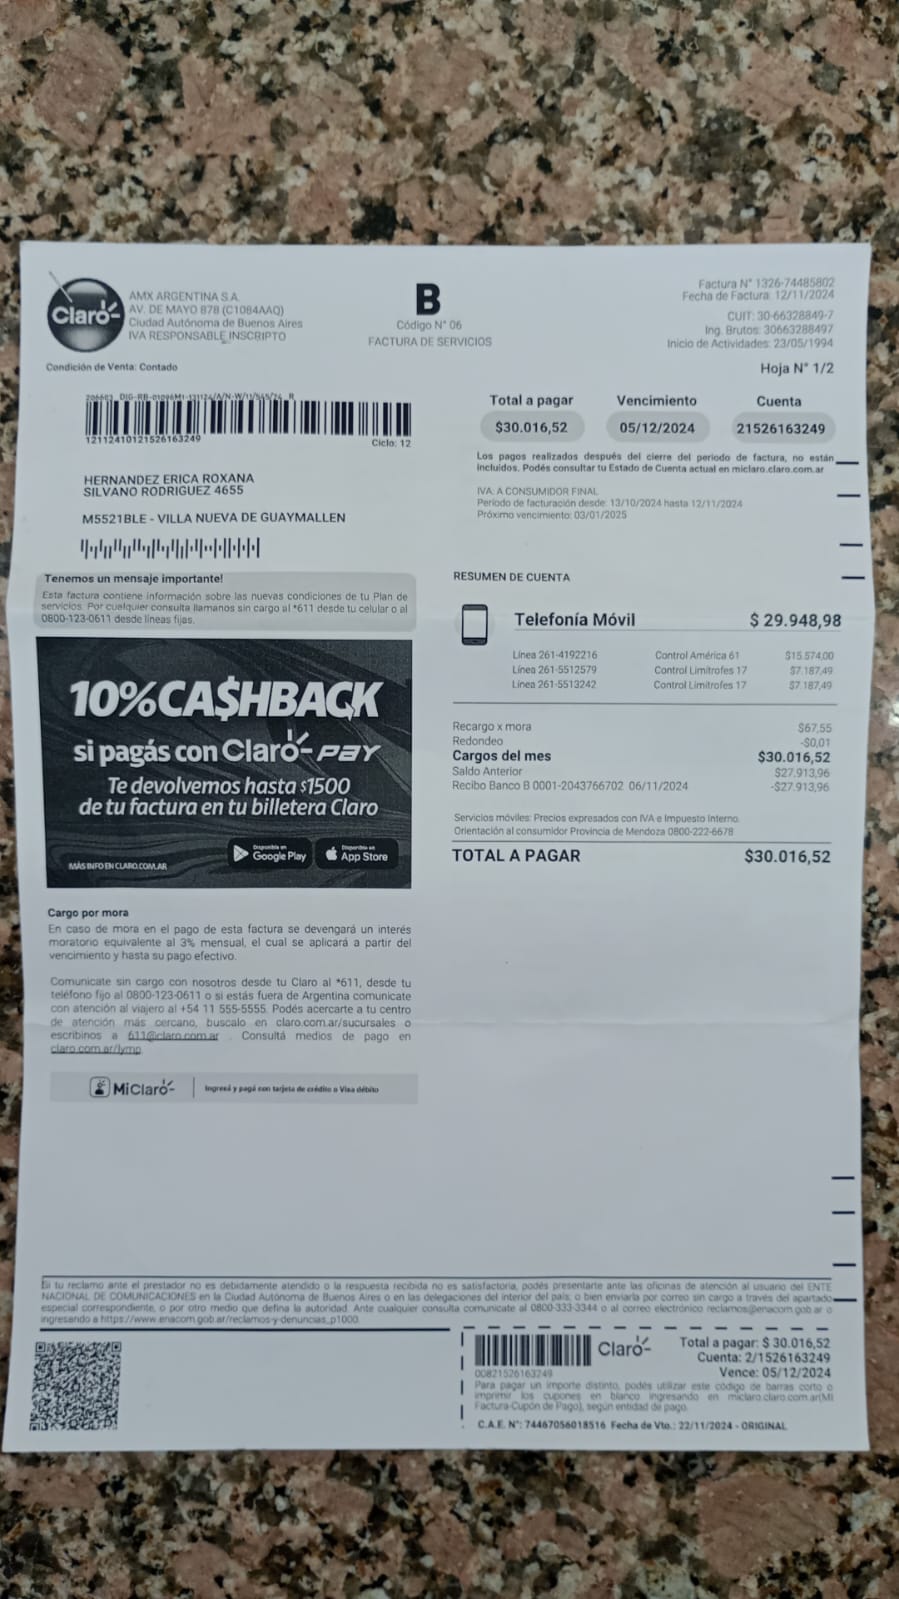 Claro
AMX ARGENTINA S.A.
AV. DE MAYO 878 (C1084AAQ)
Ciudad Autónoma de Buenos Aires
IVA RESPONSABLE INSCRIPTO
B
Código N° 06
FACTURA DE SERVICIOS
Factura N° 1326-74485802
Fecha de Factura: 12/11/2024
CUIT: 30-66328849-7
Ing. Brutos: 30663288497
Inicio de Actividades: 23/05/1994
Condición de Venta: Contado
Hoja N° 1/2
12112410121526163249
Ciclo: 12
HERNANDEZ ERICA ROXANA
SILVANO RODRIGUEZ 4655
M5521BLE - VILLA NUEVA DE GUAYMALLEN
Total a pagar Vencimiento Cuenta
$30.016,52 05/12/2024 21526163249
Los pagos realizados después del cierre del periodo de factura, no están
incluidos. Podés consultar tu Estado de Cuenta actual en miclaro.claro.com.ar
IVA: A CONSUMIDOR FINAL
Período de facturación desde: 13/10/2024 hasta 12/11/2024
Próximo vencimiento: 03/01/2025
Tenemos un mensaje importante!
Esta factura contiene información sobre las nuevas condiciones de tu Plan de
servicios. Por cualquier consulta llamanos sin cargo al *611 desde tu celular o al
0800-123-0611 desde líneas fijas.
10%CA$HBACK
si pagás con Claro-pay
Te devolvemos hasta $1500
de tu factura en tu billetera Claro
MÁS INFO EN CLARO.COM.AR
Disponible en
Google Play
Disponible en
App Store
RESUMEN DE CUENTA
Telefonía Móvil $ 29.948,98
Línea 261-4192216 Control América 61 $15.574,00
Línea 261-5512579 Control Limítrofes 17 $7.187,49
Línea 261-5513242 Control Limítrofes 17 $7.187,49
Recargo x mora $67,55
Redondeo -$0,01
Cargos del mes $30.016,52
Saldo Anterior $27.913,96
Recibo Banco B 0001-2043766702 06/11/2024 -$27.913,96
Servicios móviles: Precios expresados con IVA e Impuesto Interno.
Orientación al consumidor Provincia de Mendoza 0800-222-6678
TOTAL A PAGAR $30.016,52
Cargo por mora
En caso de mora en el pago de esta factura se devengará un interés
moratorio equivalente al 3% mensual, el cual se aplicará a partir del
vencimiento y hasta su pago efectivo.
Comunicate sin cargo con nosotros desde tu Claro al *611, desde tu
teléfono fijo al 0800-123-0611 o si estás fuera de Argentina comunicate
con atención al viajero al +54 11 555-5555. Podés acercarte a tu centro
de atención más cercano, buscalo en claro.com.ar/sucursales o
escribinos a 611@claro.com.ar . Consultá medios de pago en
claro.com.ar/lymp
MiClaro
Ingresá y pagá con tarjeta de crédito o Visa débito
Si tu reclamo ante el prestador no es debidamente atendido o la respuesta recibida no es satisfactoria, podés presentarte ante las oficinas de atención al usuario del ENTE
NACIONAL DE COMUNICACIONES en la Ciudad Autónoma de Buenos Aires o en las delegaciones del interior del país; o bien enviarla por correo sin cargo a través del apartado
especial correspondiente, o por otro medio que defina la autoridad. Ante cualquier consulta comunicate al 0800-333-3344 o al correo electrónico reclamos@enacom.gob.ar o
ingresando a https://www.enacom.gob.ar/reclamos-y-denuncias_p1000.
Claro
00821526163249
Total a pagar: $ 30.016,52
Cuenta: 2/1526163249
Vence: 05/12/2024
Para pagar un importe distinto, podés utilizar este código de barras corto o
imprimir los cupones en blanco ingresando en miclaro.claro.com.ar(Mi
Factura-Cupón de Pago), según entidad de pago.
C.A.E. N°: 74467056018516 Fecha de Vto.: 22/11/2024 - ORIGINAL